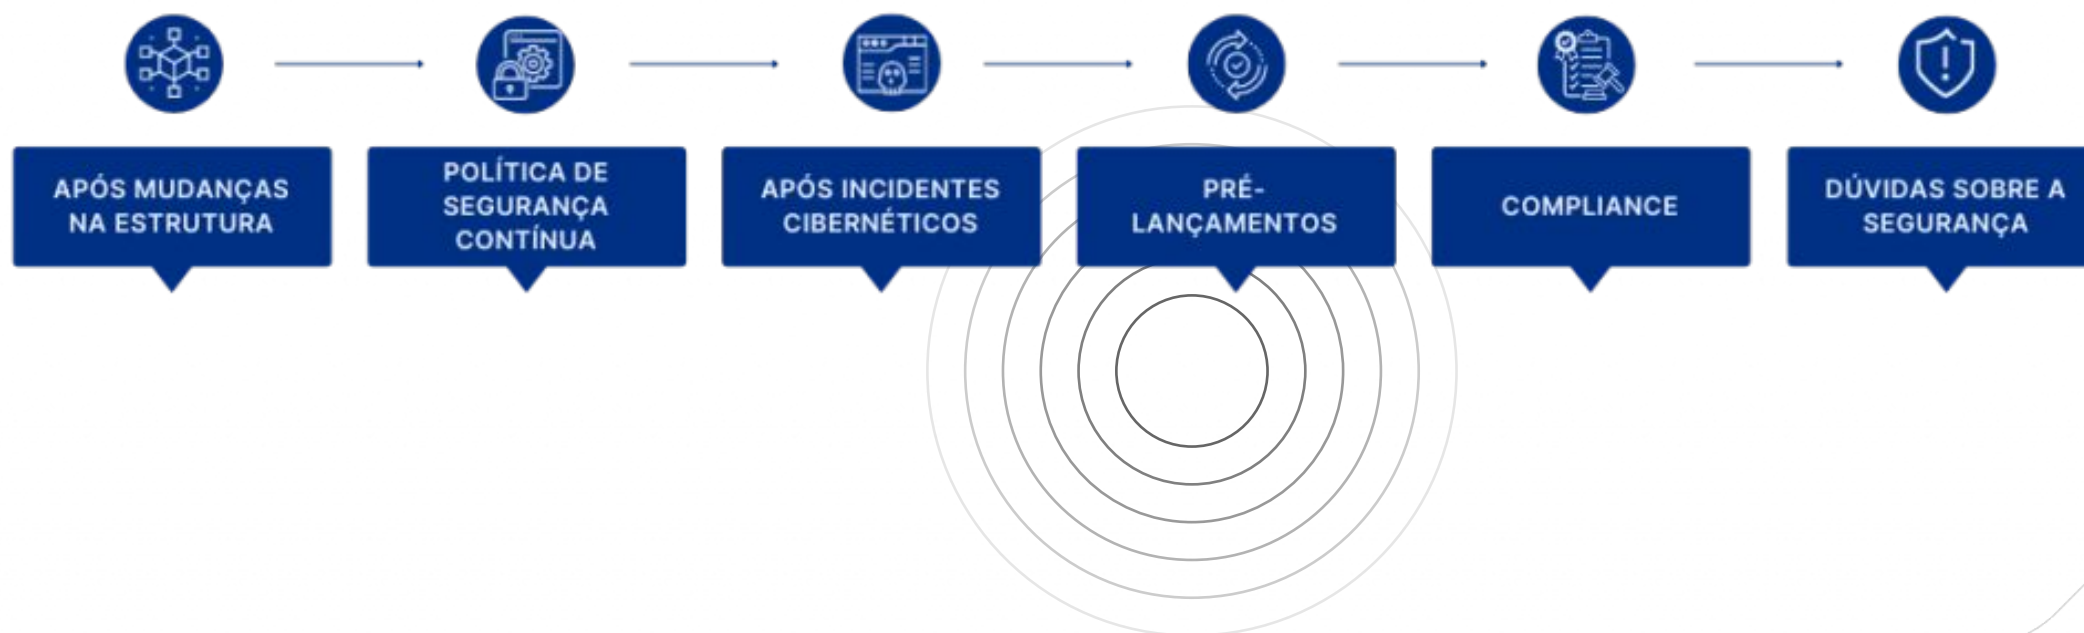 APÓS MUDANÇAS
NA ESTRUTURA
POLÍTICA DE
SEGURANÇA
CONTÍNUA
APÓS INCIDENTES
CIBERNÉTICOS
PRÉ-
LANÇAMENTOS
COMPLIANCE
DÚVIDAS SOBRE A
SEGURANÇA